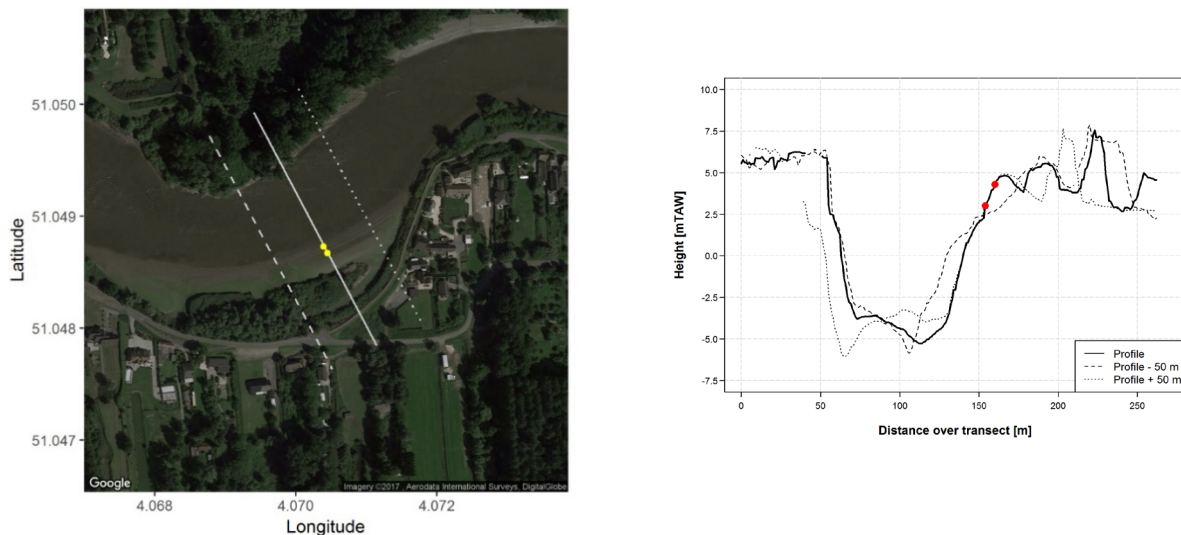 51.050
51.049
51.048
51.047
Latitude
Google
Imagery ©2017 , Aerodata International Surveys, DigitalGlobe
4.068
4.070
4.072
Longitude
10.0
7.5
5.0
2.5
0.0
-2.5
-5.0
-7.5
Height [mTAW]
Profile
Profile - 50 m
Profile + 50 m
0
50
100
150
200
250
Distance over transect [m]